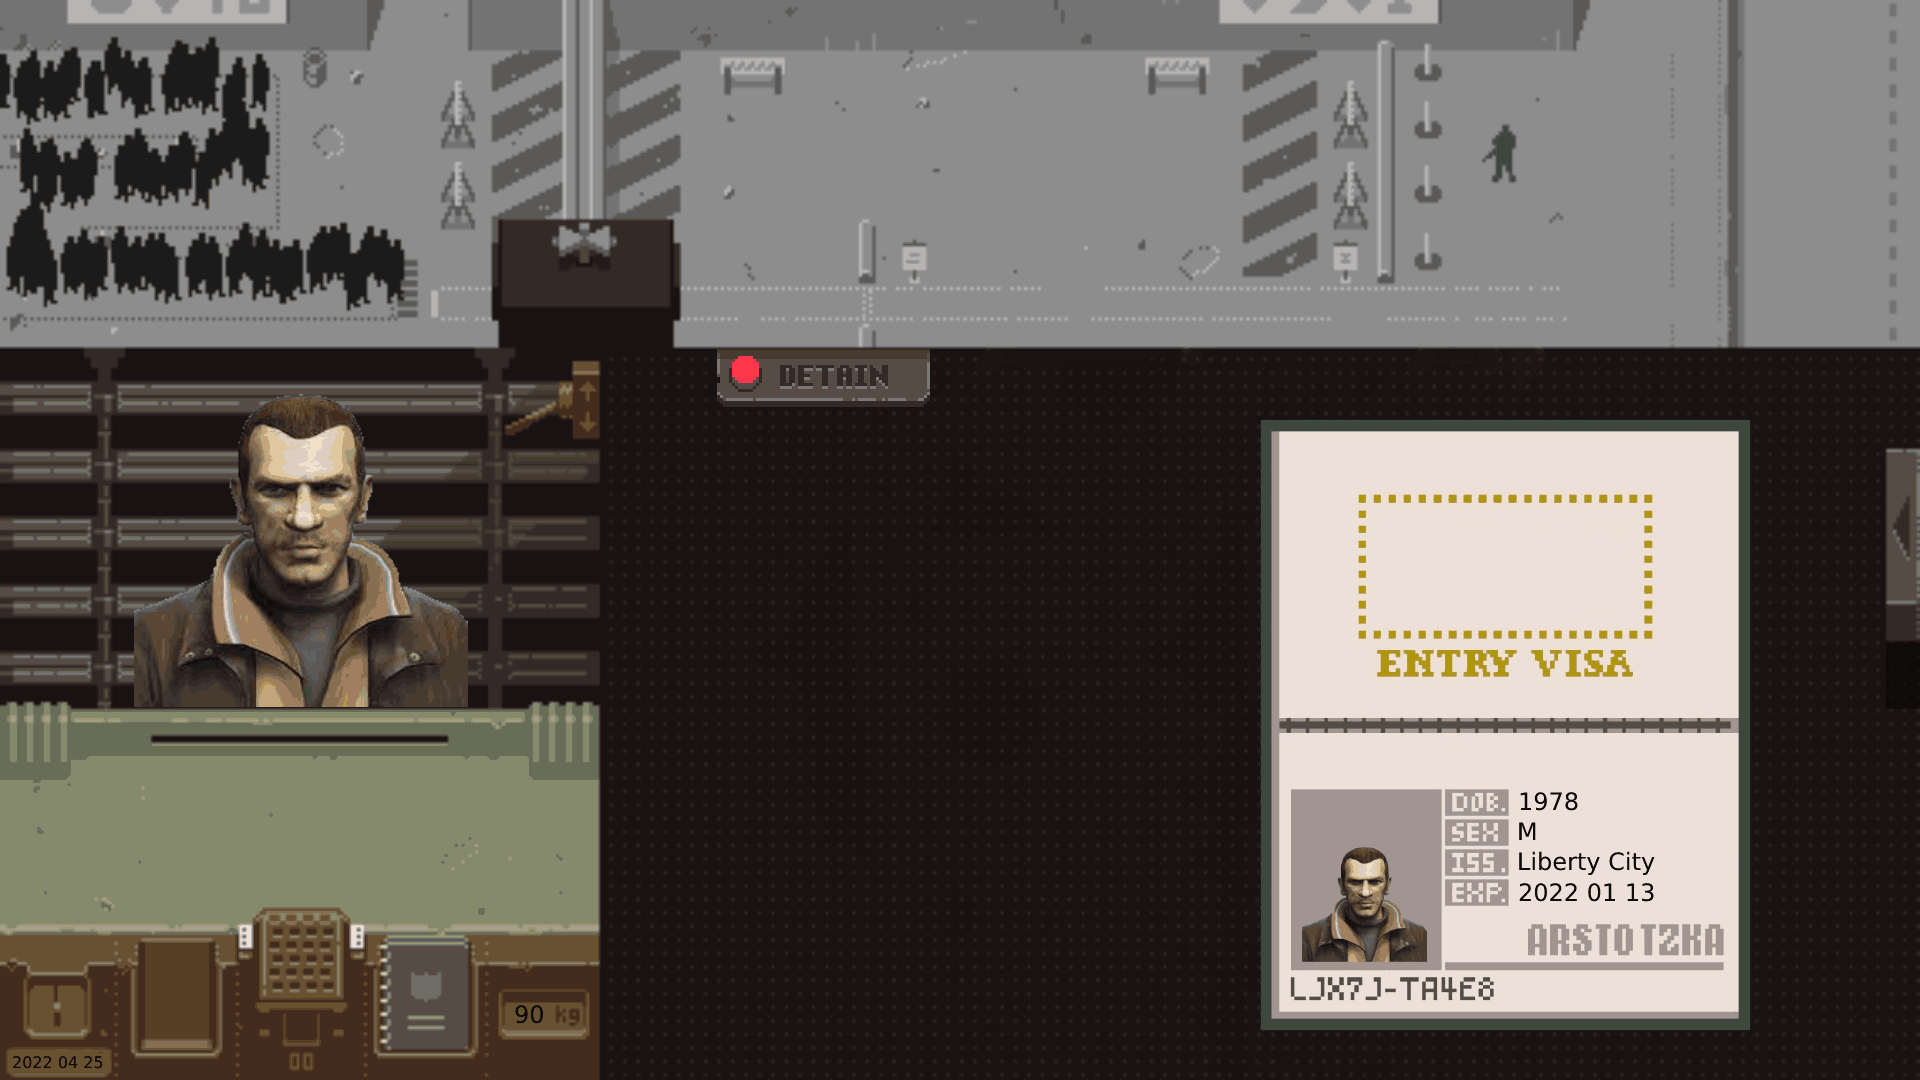 DETAIN
ENTRY VISA
DOB. 1978
SEX M
ISS. Liberty City
EXP. 2022 01 13
ARSTOTZKA
LJX7J-TA4E8
90 kg
2022 04 25